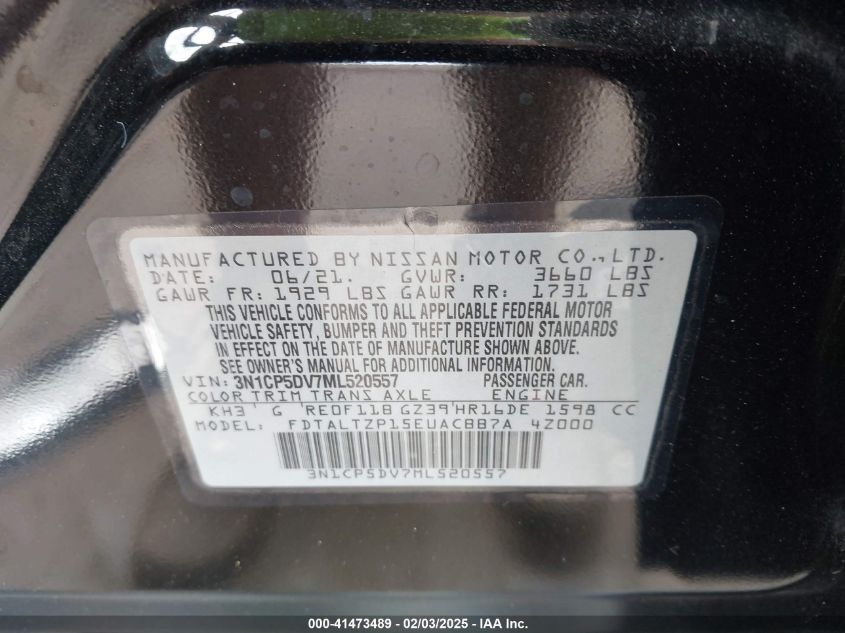 MANUFACTURED BY NISSAN MOTOR CO., LTD.
DATE: 06/21. GVWR: 3660 LBS
GAWR FR: 1929 LBS GAWR RR: 1731 LBS
THIS VEHICLE CONFORMS TO ALL APPLICABLE FEDERAL MOTOR
VEHICLE SAFETY, BUMPER AND THEFT PREVENTION STANDARDS
IN EFFECT ON THE DATE OF MANUFACTURE SHOWN ABOVE.
SEE OWNER'S MANUAL FOR ADDITIONAL INFORMATION.
VIN: 3N1CP5DV7ML520557 PASSENGER CAR.
COLOR TRIM TRANS AXLE ENGINE
KH3 G RE0F11B GZ39 HR16DE 1598 CC
MODEL: FDTALTZP15EUACBB7A 4Z000
3N1CP5DV7ML520557
000-41473489 - 02/03/2025 - IAA Inc.